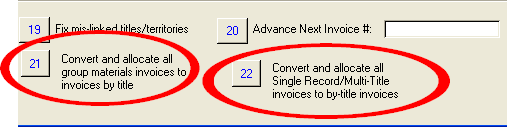 19 Fix mis-linked titles/territories
20 Advance Next Invoice #:
21 Convert and allocate all
group materials invoices to
invoices by title
22 Convert and allocate all
Single Record/Multi-Title
invoices to by-title invoices